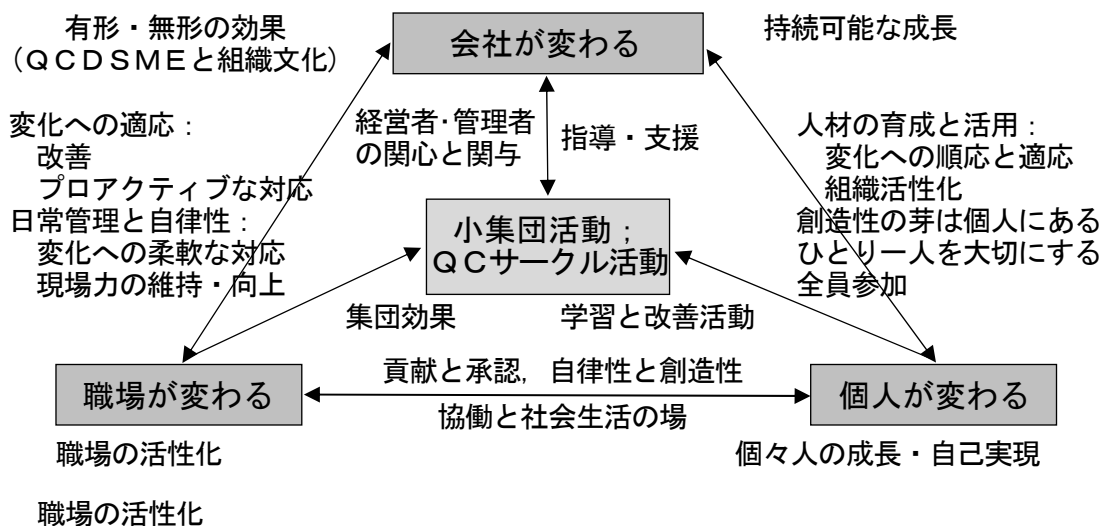 有形・無形の効果
（ＱＣＤＳＭＥと組織文化）
会社が変わる
持続可能な成長
変化への適応：
改善
プロアクティブな対応
日常管理と自律性：
変化への柔軟な対応
現場力の維持・向上
経営者・管理者
の関心と関与
指導・支援
人材の育成と活用：
変化への順応と適応
組織活性化
創造性の芽は個人にある
ひとり一人を大切にする
全員参加
小集団活動；
ＱＣサークル活動
集団効果
学習と改善活動
職場が変わる
貢献と承認，自律性と創造性
協働と社会生活の場
個人が変わる
職場の活性化
個々人の成長・自己実現
職場の活性化